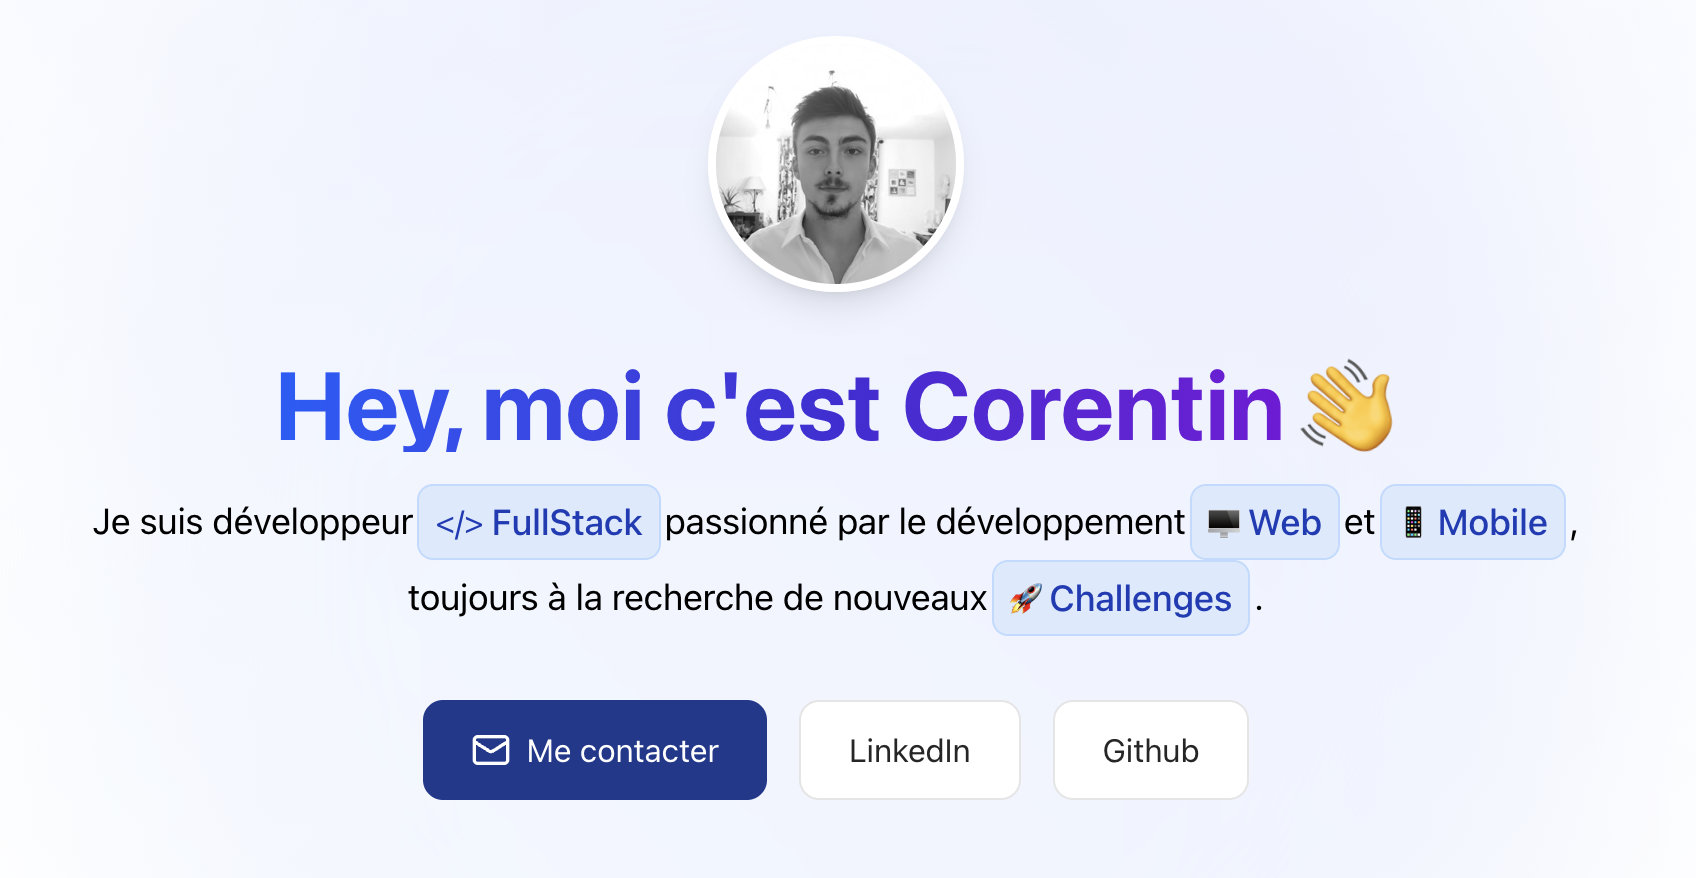 Hey, moi c'est Corentin 👋
Je suis développeur </> FullStack passionné par le développement 🖥️ Web et 📱 Mobile ,
toujours à la recherche de nouveaux 🚀 Challenges .
Me contacter LinkedIn Github